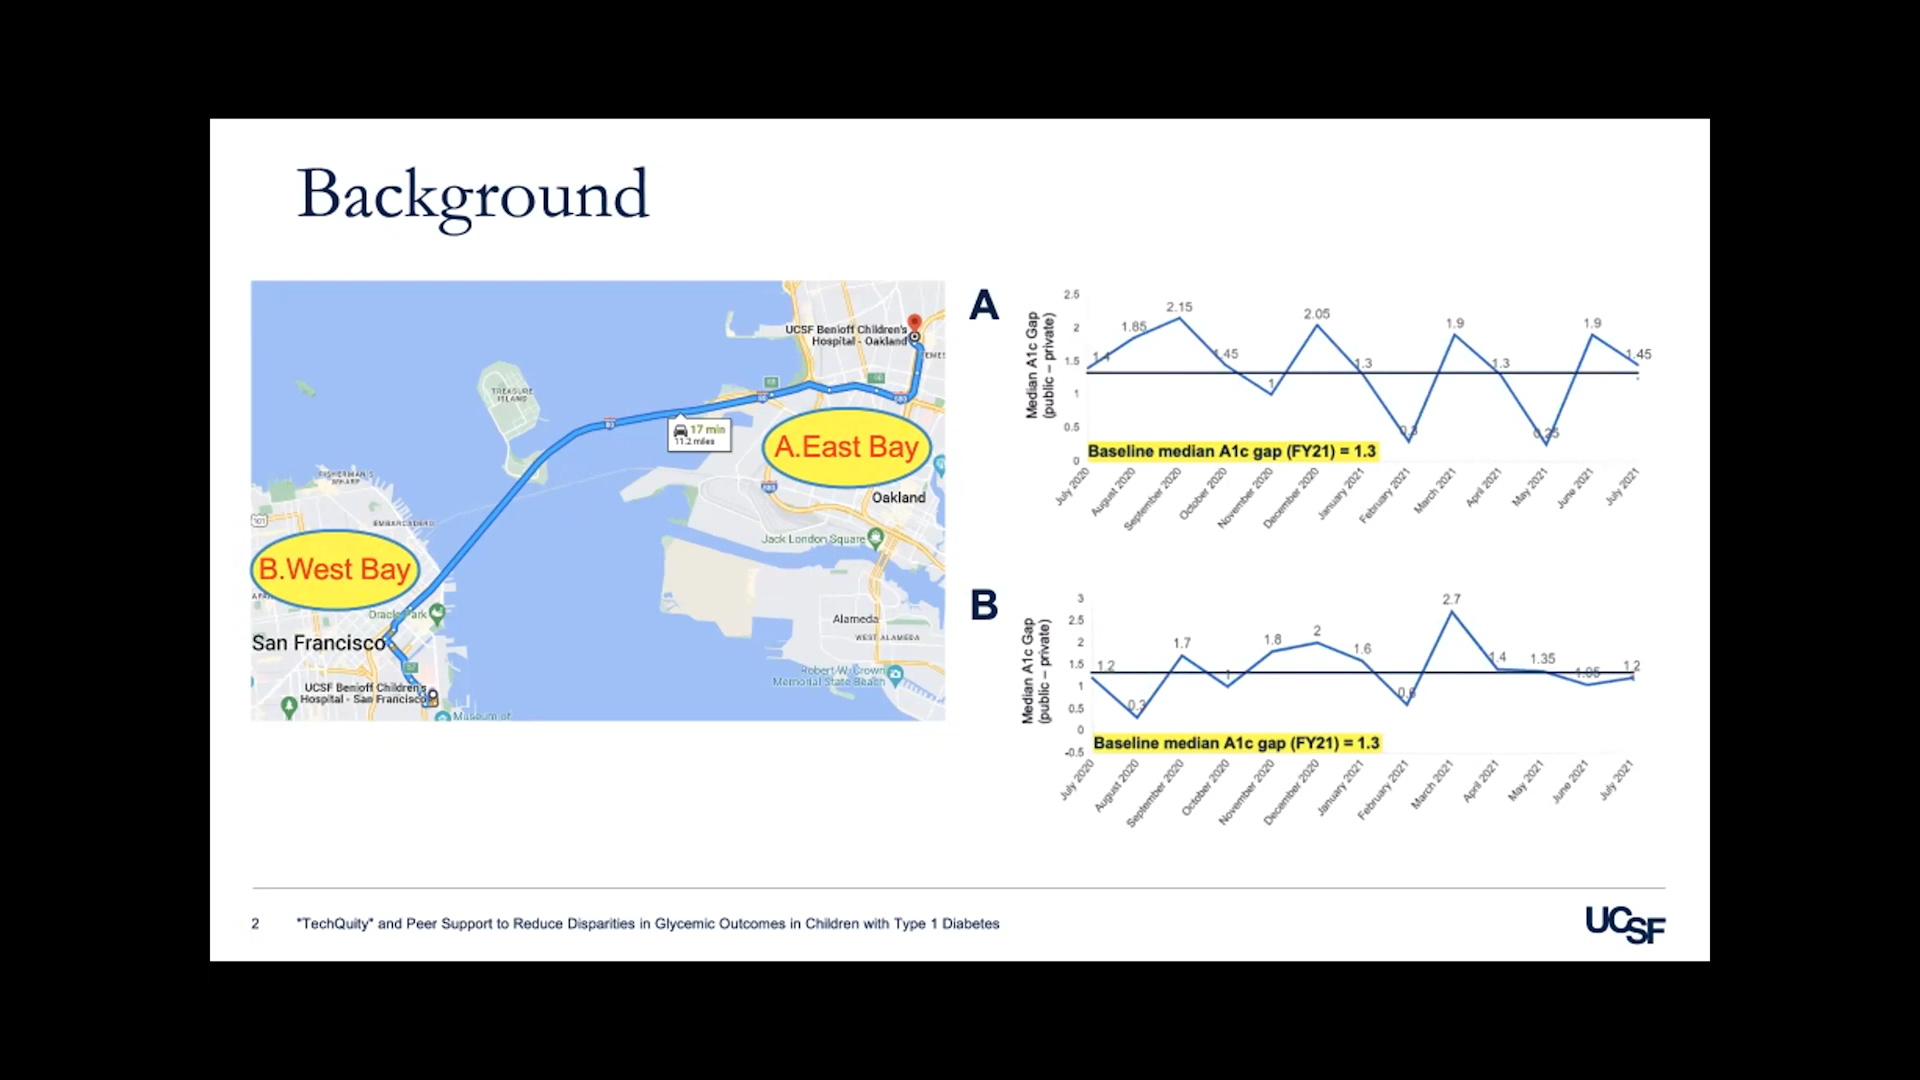 Background
UCSF Benioff Children's
Hospital - Oakland
TREASURE
ISLAND
80
80
580
17 min
11.2 miles
A.East Bay
880
Oakland
FISHERMAN'S
WHARF
101
EMBARCADERO
Jack London Square
B.West Bay
Oracle Park
Alameda
WEST ALAMEDA
San Francisco
Robert W. Crown
Memorial State Beach
UCSF Benioff Children's
Hospital - San Francisco
Museum of
A
Median A1c Gap
(public – private)
2.5
2
1.5
1
0.5
0
1.4
1.85
2.15
1.45
1
2.05
1.3
0.3
1.9
1.3
0.25
1.9
1.45
Baseline median A1c gap (FY21) = 1.3
July 2020
August 2020
September 2020
October 2020
November 2020
December 2020
January 2021
February 2021
March 2021
April 2021
May 2021
June 2021
July 2021
B
Median A1c Gap
(public – private)
3
2.5
2
1.5
1
0.5
0
-0.5
1.2
0.3
1.7
1
1.8
2
1.6
0.6
2.7
1.4
1.35
1.05
1.2
Baseline median A1c gap (FY21) = 1.3
July 2020
August 2020
September 2020
October 2020
November 2020
December 2020
January 2021
February 2021
March 2021
April 2021
May 2021
June 2021
July 2021
2
"TechQuity" and Peer Support to Reduce Disparities in Glycemic Outcomes in Children with Type 1 Diabetes
UCSF